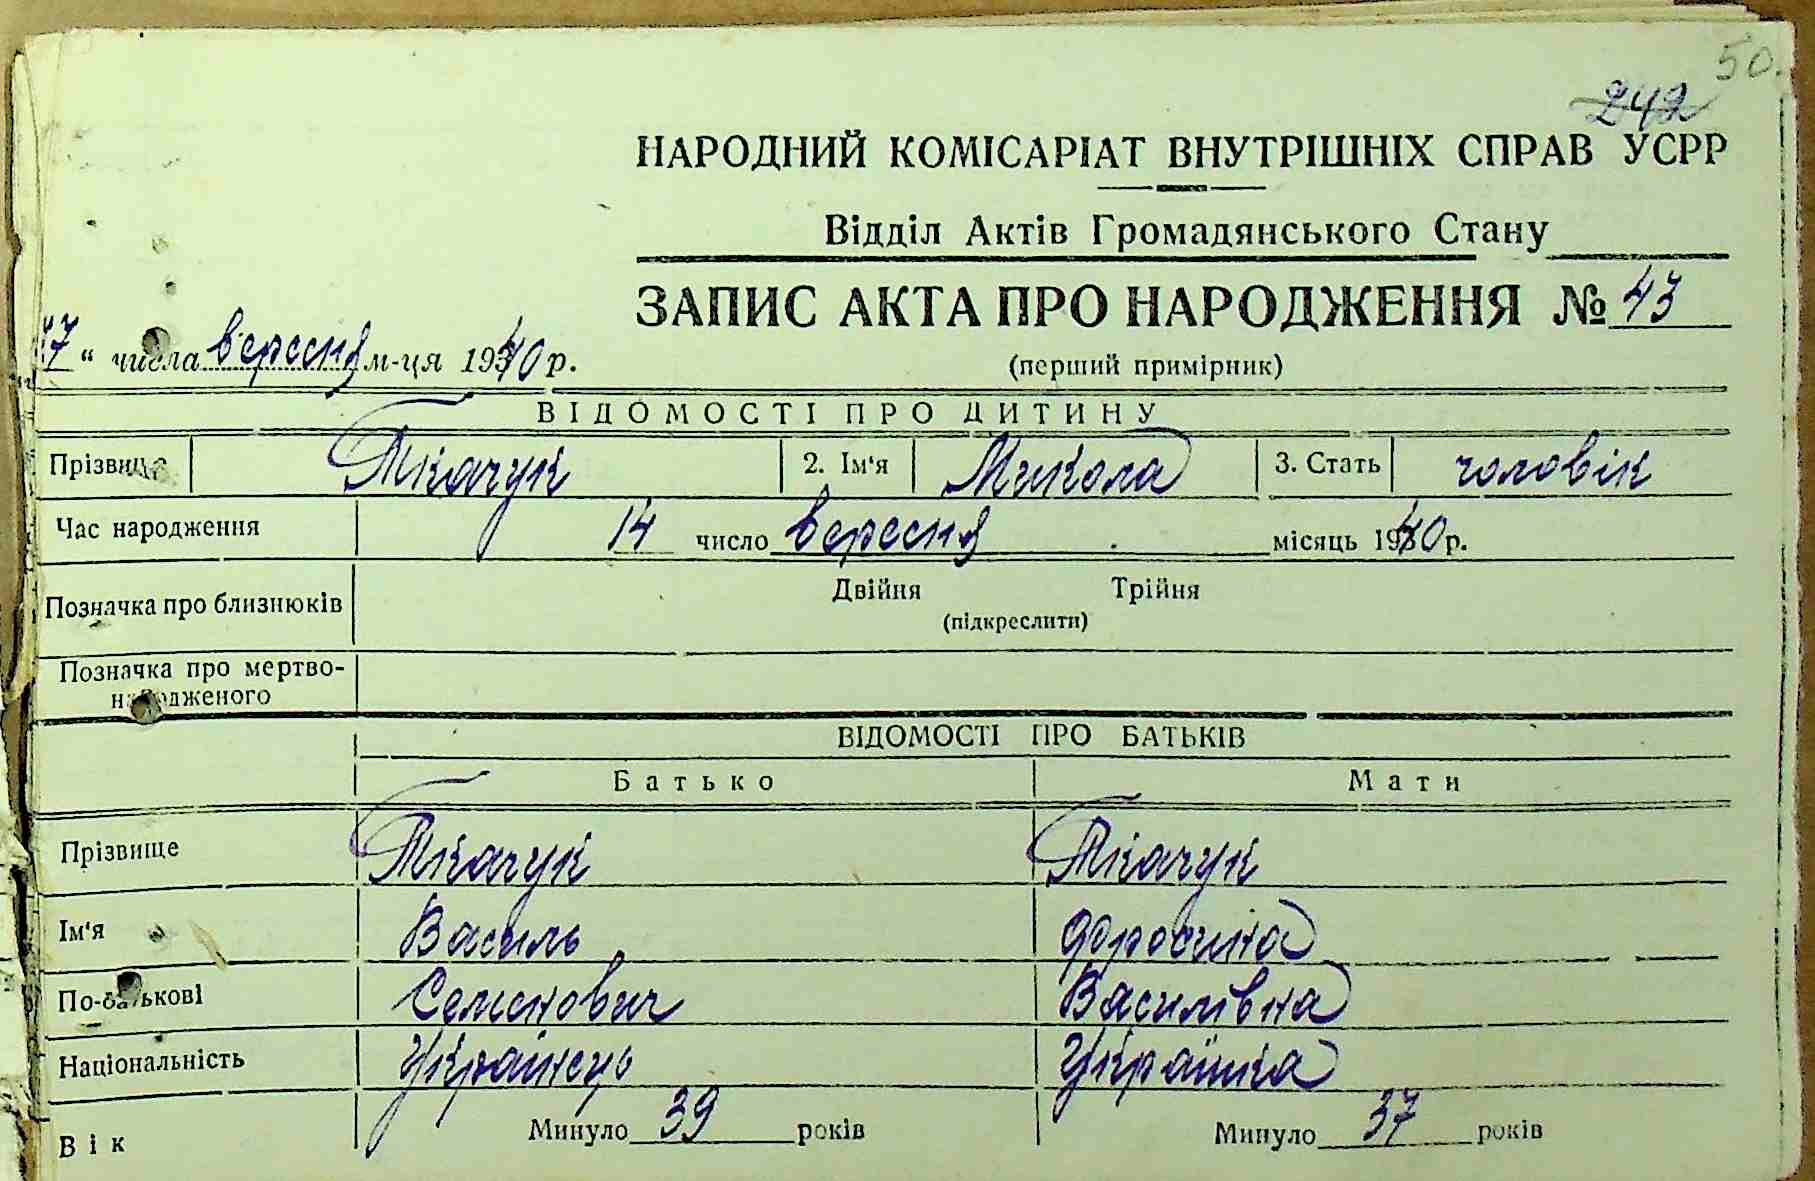 50.
242
НАРОДНИЙ КОМІСАРІАТ ВНУТРІШНІХ СПРАВ УСРР
Відділ Актів Громадянського Стану
ЗАПИС АКТА ПРО НАРОДЖЕННЯ № 43
17 " числа вересня м-ця 1940 р.
(перший примірник)
ВІДОМОСТІ ПРО ДИТИНУ
Прізвище Ткачук 2. Ім'я Микола 3. Стать чоловік
Час народження 14 число вересня місяць 1940 р.
Позначка про близнюків Двійня Трійня
(підкреслити)
Позначка про мертво-
народженого
ВІДОМОСТІ ПРО БАТЬКІВ
Батько Мати
Прізвище Ткачук Ткачук
Ім'я Василь Фросина
По-батькові Семенович Василівна
Національність Українець Українка
Вік Минуло 39 років Минуло 37 років